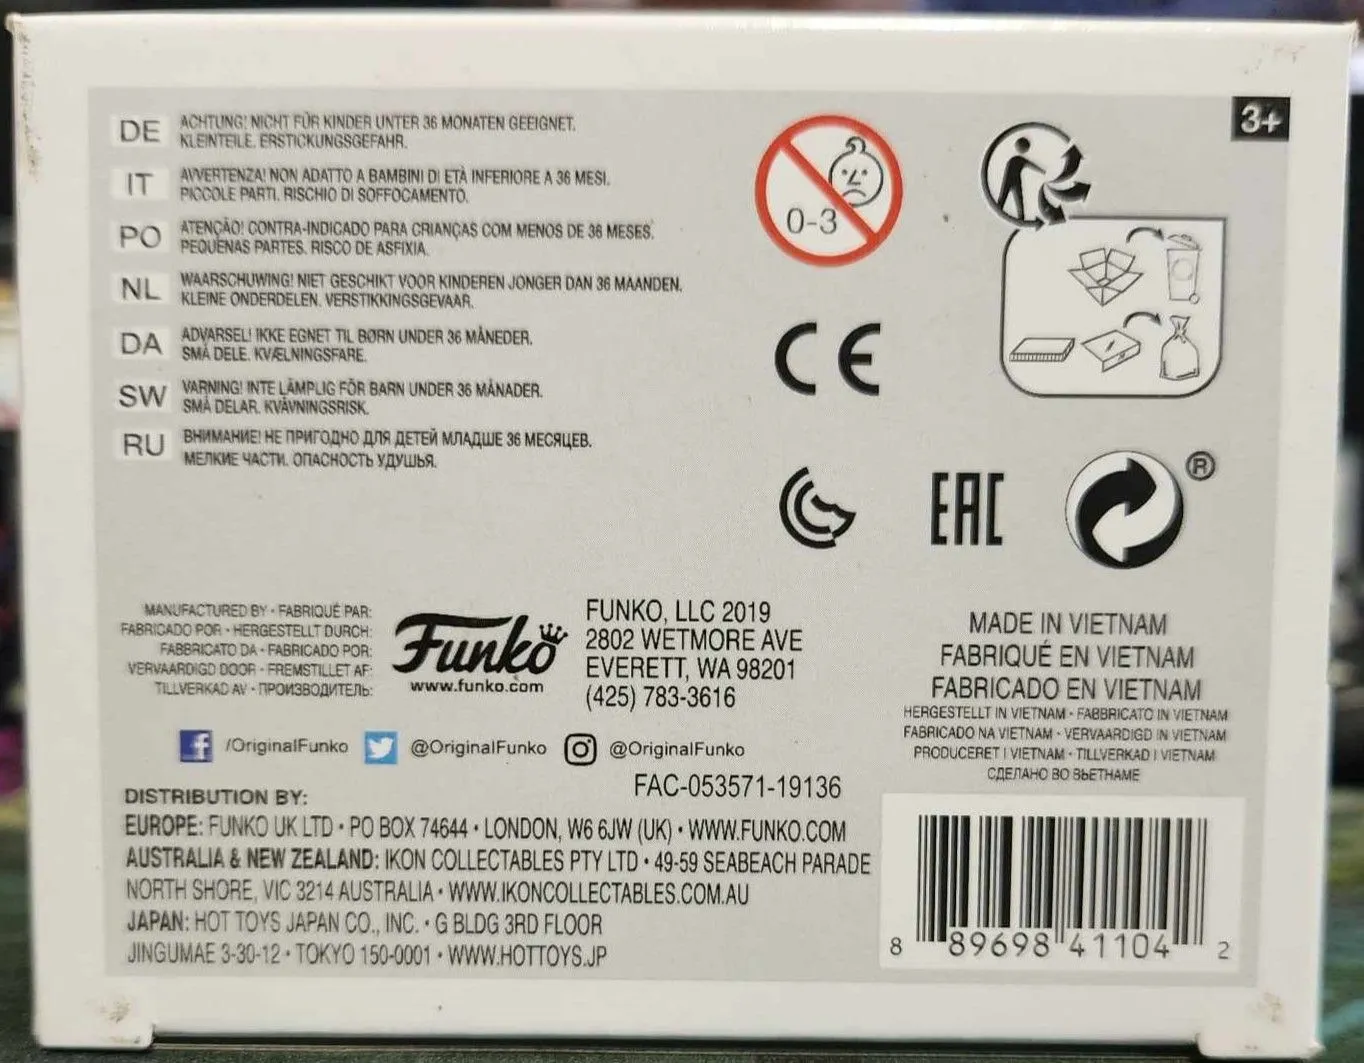 3+
DE
ACHTUNG! NICHT FÜR KINDER UNTER 36 MONATEN GEEIGNET.
KLEINTEILE. ERSTICKUNGSGEFAHR.
IT
AVVERTENZA! NON ADATTO A BAMBINI DI ETÀ INFERIORE A 36 MESI.
PICCOLE PARTI. RISCHIO DI SOFFOCAMENTO.
PO
ATENÇÃO! CONTRA-INDICADO PARA CRIANÇAS COM MENOS DE 36 MESES.
PEQUENAS PARTES. RISCO DE ASFIXIA.
NL
WAARSCHUWING! NIET GESCHIKT VOOR KINDEREN JONGER DAN 36 MAANDEN.
KLEINE ONDERDELEN. VERSTIKKINGSGEVAAR.
DA
ADVARSEL! IKKE EGNET TIL BØRN UNDER 36 MÅNEDER.
SMÅ DELE. KVÆLNINGSFARE.
SW
VARNING! INTE LÄMPLIG FÖR BARN UNDER 36 MÅNADER.
SMÅ DELAR. KVÄVNINGSRISK.
RU
ВНИМАНИЕ! НЕ ПРИГОДНО ДЛЯ ДЕТЕЙ МЛАДШЕ 36 МЕСЯЦЕВ.
МЕЛКИЕ ЧАСТИ. ОПАСНОСТЬ УДУШЬЯ.
0-3
CE
EAC
®
MANUFACTURED BY · FABRIQUÉ PAR:
FABRICADO POR · HERGESTELLT DURCH:
FABBRICATO DA · FABRICADO POR:
VERVAARDIGD DOOR · FREMSTILLET AF:
TILLVERKAD AV · ПРОИЗВОДИТЕЛЬ:
Funko
www.funko.com
FUNKO, LLC 2019
2802 WETMORE AVE
EVERETT, WA 98201
(425) 783-3616
MADE IN VIETNAM
FABRIQUÉ EN VIETNAM
FABRICADO EN VIETNAM
HERGESTELLT IN VIETNAM · FABBRICATO IN VIETNAM
FABRICADO NA VIETNAM · VERVAARDIGD IN VIETNAM
PRODUCERET I VIETNAM · TILLVERKAD I VIETNAM
СДЕЛАНО ВО ВЬЕТНАМЕ
f /OriginalFunko @OriginalFunko @OriginalFunko
FAC-053571-19136
DISTRIBUTION BY:
EUROPE: FUNKO UK LTD · PO BOX 74644 · LONDON, W6 6JW (UK) · WWW.FUNKO.COM
AUSTRALIA & NEW ZEALAND: IKON COLLECTABLES PTY LTD · 49-59 SEABEACH PARADE
NORTH SHORE, VIC 3214 AUSTRALIA · WWW.IKONCOLLECTABLES.COM.AU
JAPAN: HOT TOYS JAPAN CO., INC. · G BLDG 3RD FLOOR
JINGUMAE 3-30-12 · TOKYO 150-0001 · WWW.HOTTOYS.JP
8 89698 41104 2